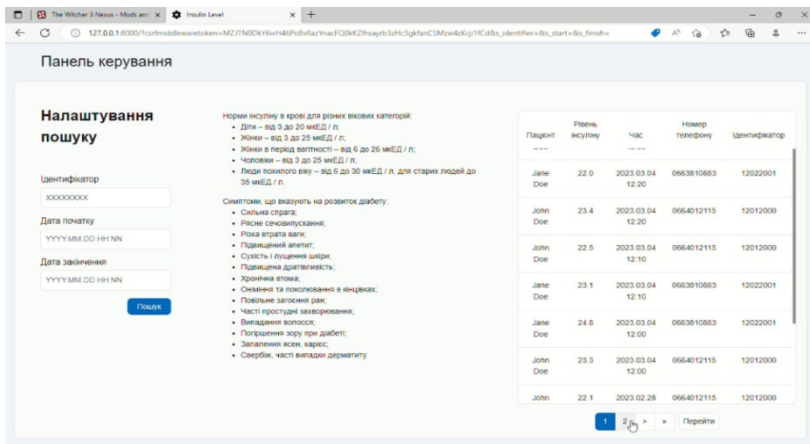 The Witcher 3 Nexus - Mods and
Insulin Level
Панель керування
Налаштування
пошуку
Ідентифікатор
XXXXXXXX
Дата початку
YYYY.MM.DD HH:NN
Дата закінчення
YYYY.MM.DD HH:NN
Пошук
Норми інсуліну в крові для різних вікових категорій:
• Діти – від 3 до 20 мкЕД / л;
• Жінки – від 3 до 25 мкЕД / л;
• Жінки в період вагітності – від 6 до 26 мкЕД / л;
• Чоловіки – від 3 до 25 мкЕД / л;
• Люди похилого віку – від 6 до 30 мкЕД / л, для старих людей до
35 мкЕД / л.
Симптоми, що вказують на розвиток діабету:
• Сильна спрага;
• Рясне сечовипускання;
• Різка втрата ваги;
• Підвищений апетит;
• Сухість і лущення шкіри;
• Підвищена дратівливість;
• Хронічна втома;
• Оніміння та поколювання в кінцівках;
• Повільне загоєння ран;
• Часті простудні захворювання;
• Випадання волосся;
• Погіршення зору при діабеті;
• Запалення ясен, карієс;
• Свербіж, часті випадки дерматиту.
Пацієнт Рівень інсуліну Час Номер телефону Ідентифікатор
Jane Doe 22.0 2023.03.04 12:20 0663810883 12022001
John Doe 23.4 2023.03.04 12:20 0664012115 12012000
John Doe 22.5 2023.03.04 12:10 0664012115 12012000
Jane Doe 23.1 2023.03.04 12:10 0663810883 12022001
Jane Doe 24.8 2023.03.04 12:00 0663810883 12022001
John Doe 23.3 2023.03.04 12:00 0664012115 12012000
John 22.1 2023.02.28 0664012115 12012000
1 2 > » Перейти